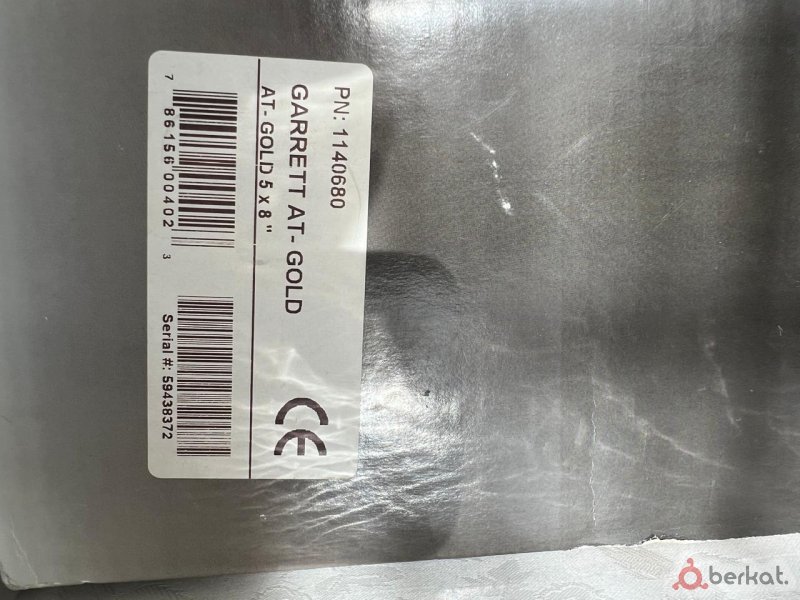 PN: 1140680
GARRETT AT- GOLD
AT- GOLD 5 x 8 "
7 86156 00402 3
Serial #: 59438372
CE
berkat.